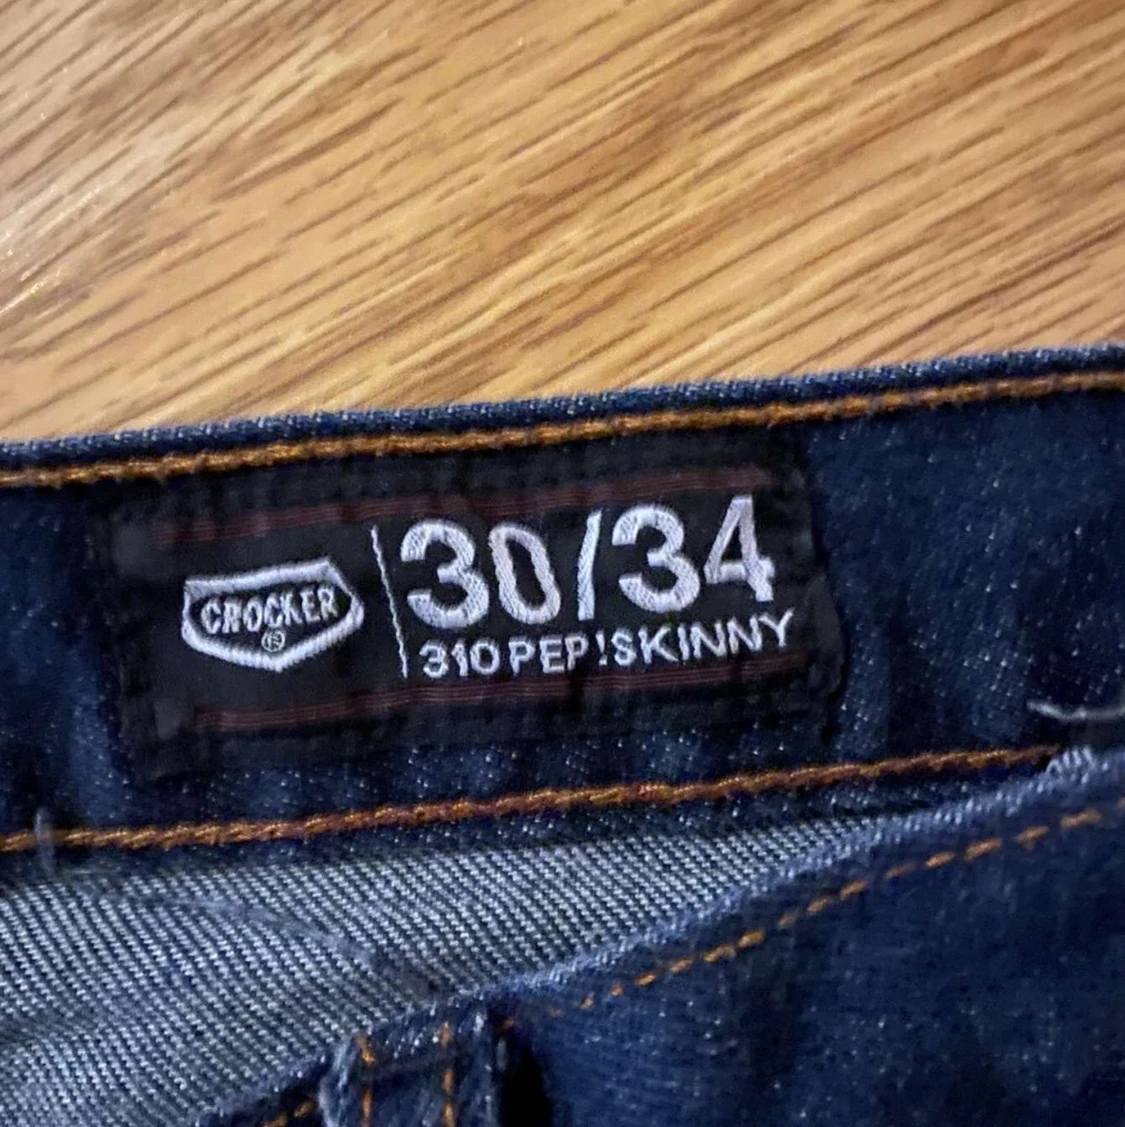 CROCKER
®
30/34
310 PEP!SKINNY